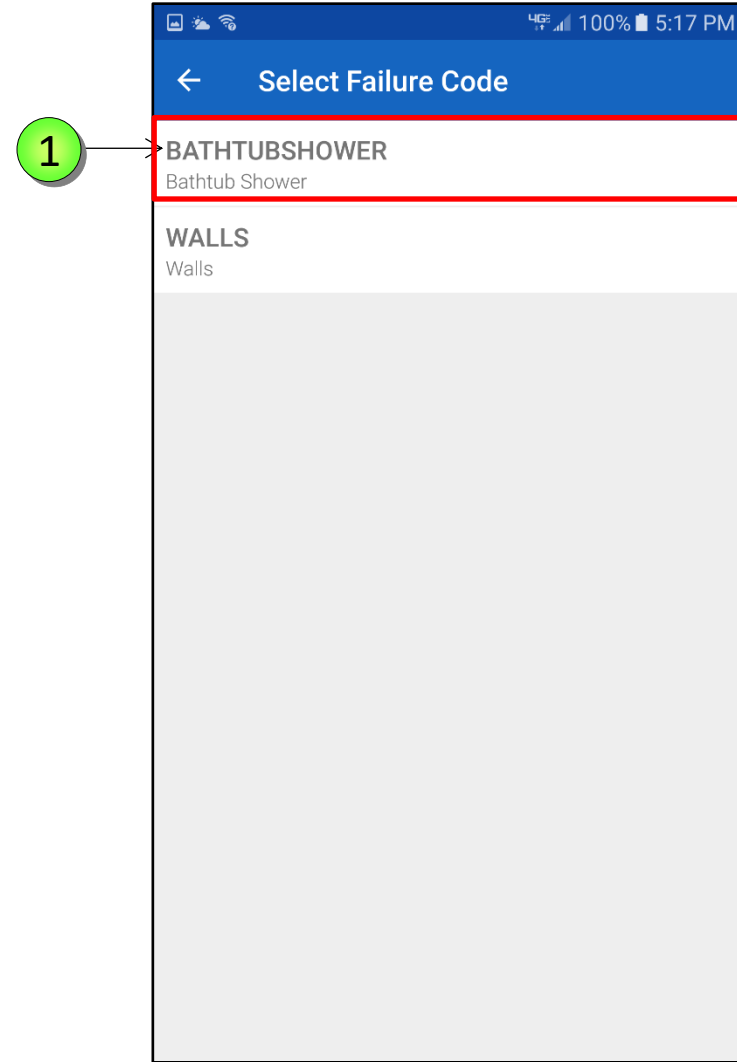 4G 100% 5:17 PM
Select Failure Code
1
BATHTUBSHOWER
Bathtub Shower
WALLS
Walls